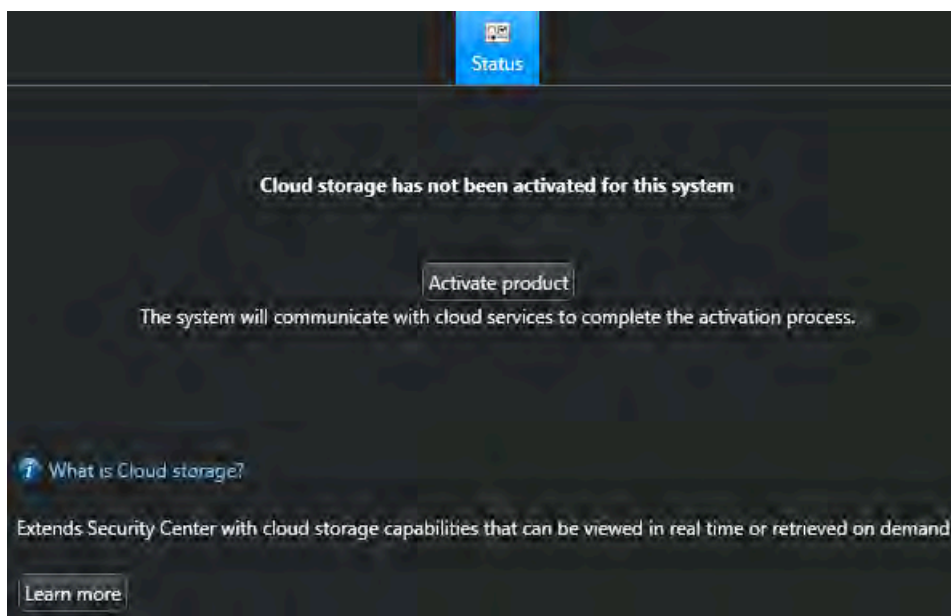 Status
Cloud storage has not been activated for this system
Activate product
The system will communicate with cloud services to complete the activation process.
What is Cloud storage?
Extends Security Center with cloud storage capabilities that can be viewed in real time or retrieved on demand
Learn more